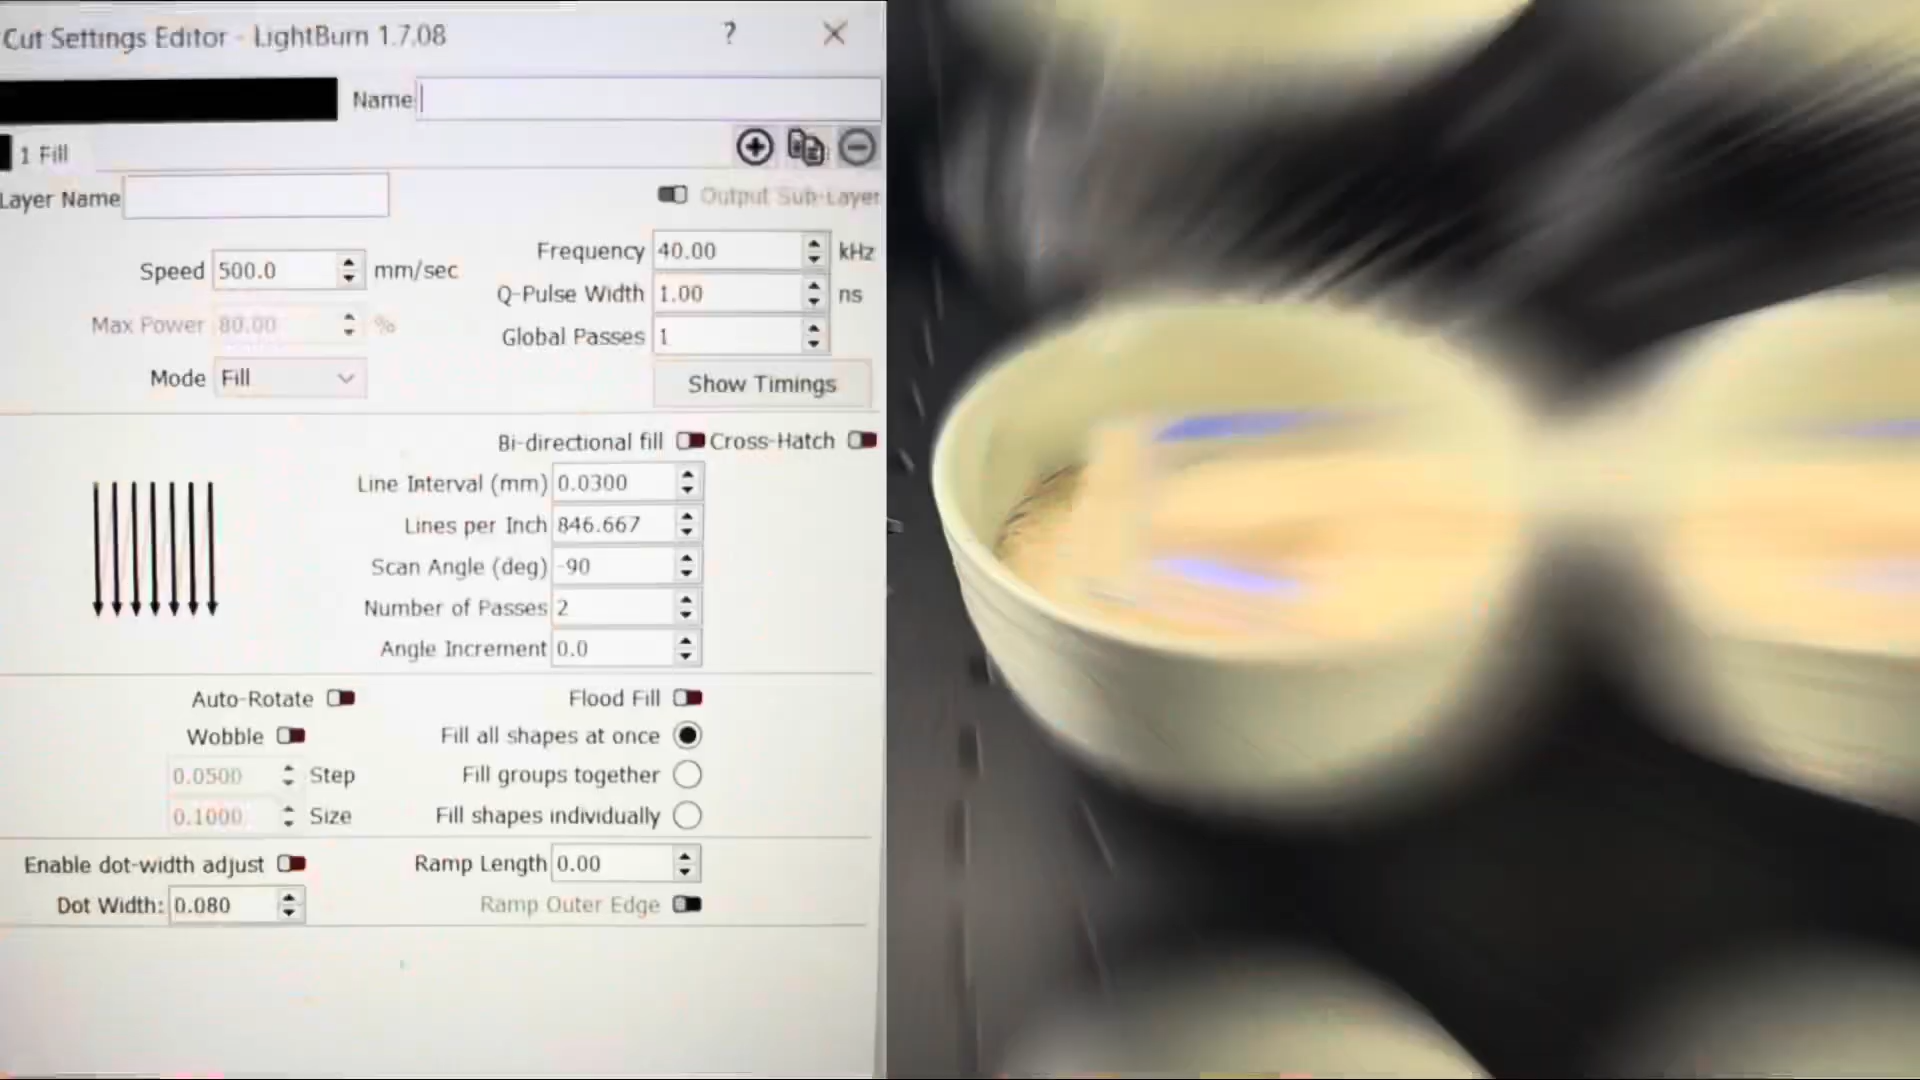 Cut Settings Editor - LightBurn 1.7.08 ?
Name
1 Fill
Layer Name
Output Sub-Layer
Speed 500.0 mm/sec
Frequency 40.00 kHz
Max Power 80.00 %
Q-Pulse Width 1.00 ns
Global Passes 1
Mode Fill
Show Timings
Bi-directional fill
Cross-Hatch
Line Interval (mm) 0.0300
Lines per Inch 846.667
Scan Angle (deg) -90
Number of Passes 2
Angle Increment 0.0
Auto-Rotate
Flood Fill
Wobble
Fill all shapes at once
0.0500 Step
Fill groups together
0.1000 Size
Fill shapes individually
Enable dot-width adjust
Ramp Length 0.00
Dot Width: 0.080
Ramp Outer Edge